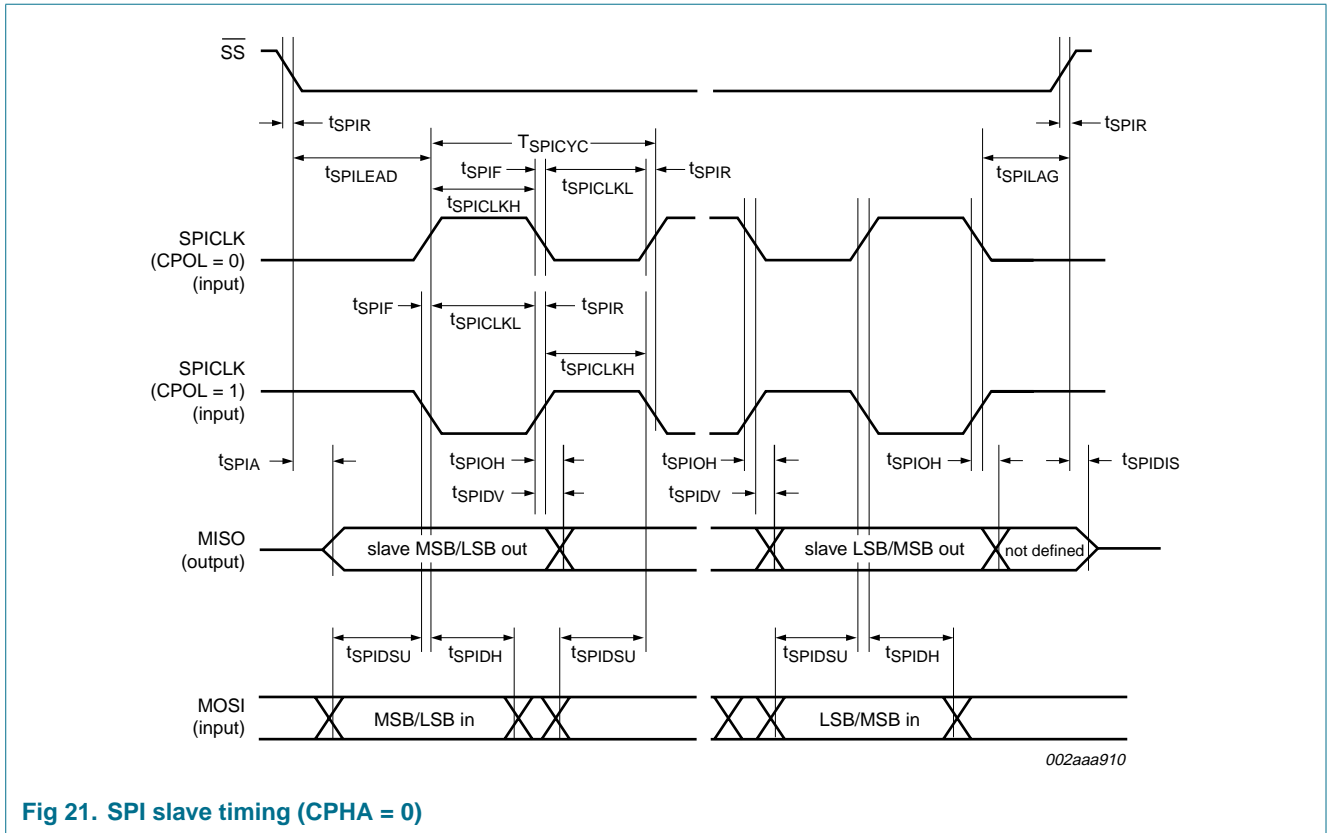 SS
tSPIR
tSPIR
TSPICYC
tSPILEAD
tSPIF
tSPICLKL
tSPIR
tSPILAG
tSPICLKH
SPICLK
(CPOL = 0)
(input)
tSPIF
tSPICLKL
tSPIR
tSPICLKH
SPICLK
(CPOL = 1)
(input)
tSPIA
tSPIOH
tSPIOH
tSPIOH
tSPIDIS
tSPIDV
tSPIDV
MISO
(output)
slave MSB/LSB out
slave LSB/MSB out
not defined
tSPIDSU
tSPIDH
tSPIDSU
tSPIDSU
tSPIDH
MOSI
(input)
MSB/LSB in
LSB/MSB in
002aaa910
Fig 21. SPI slave timing (CPHA = 0)